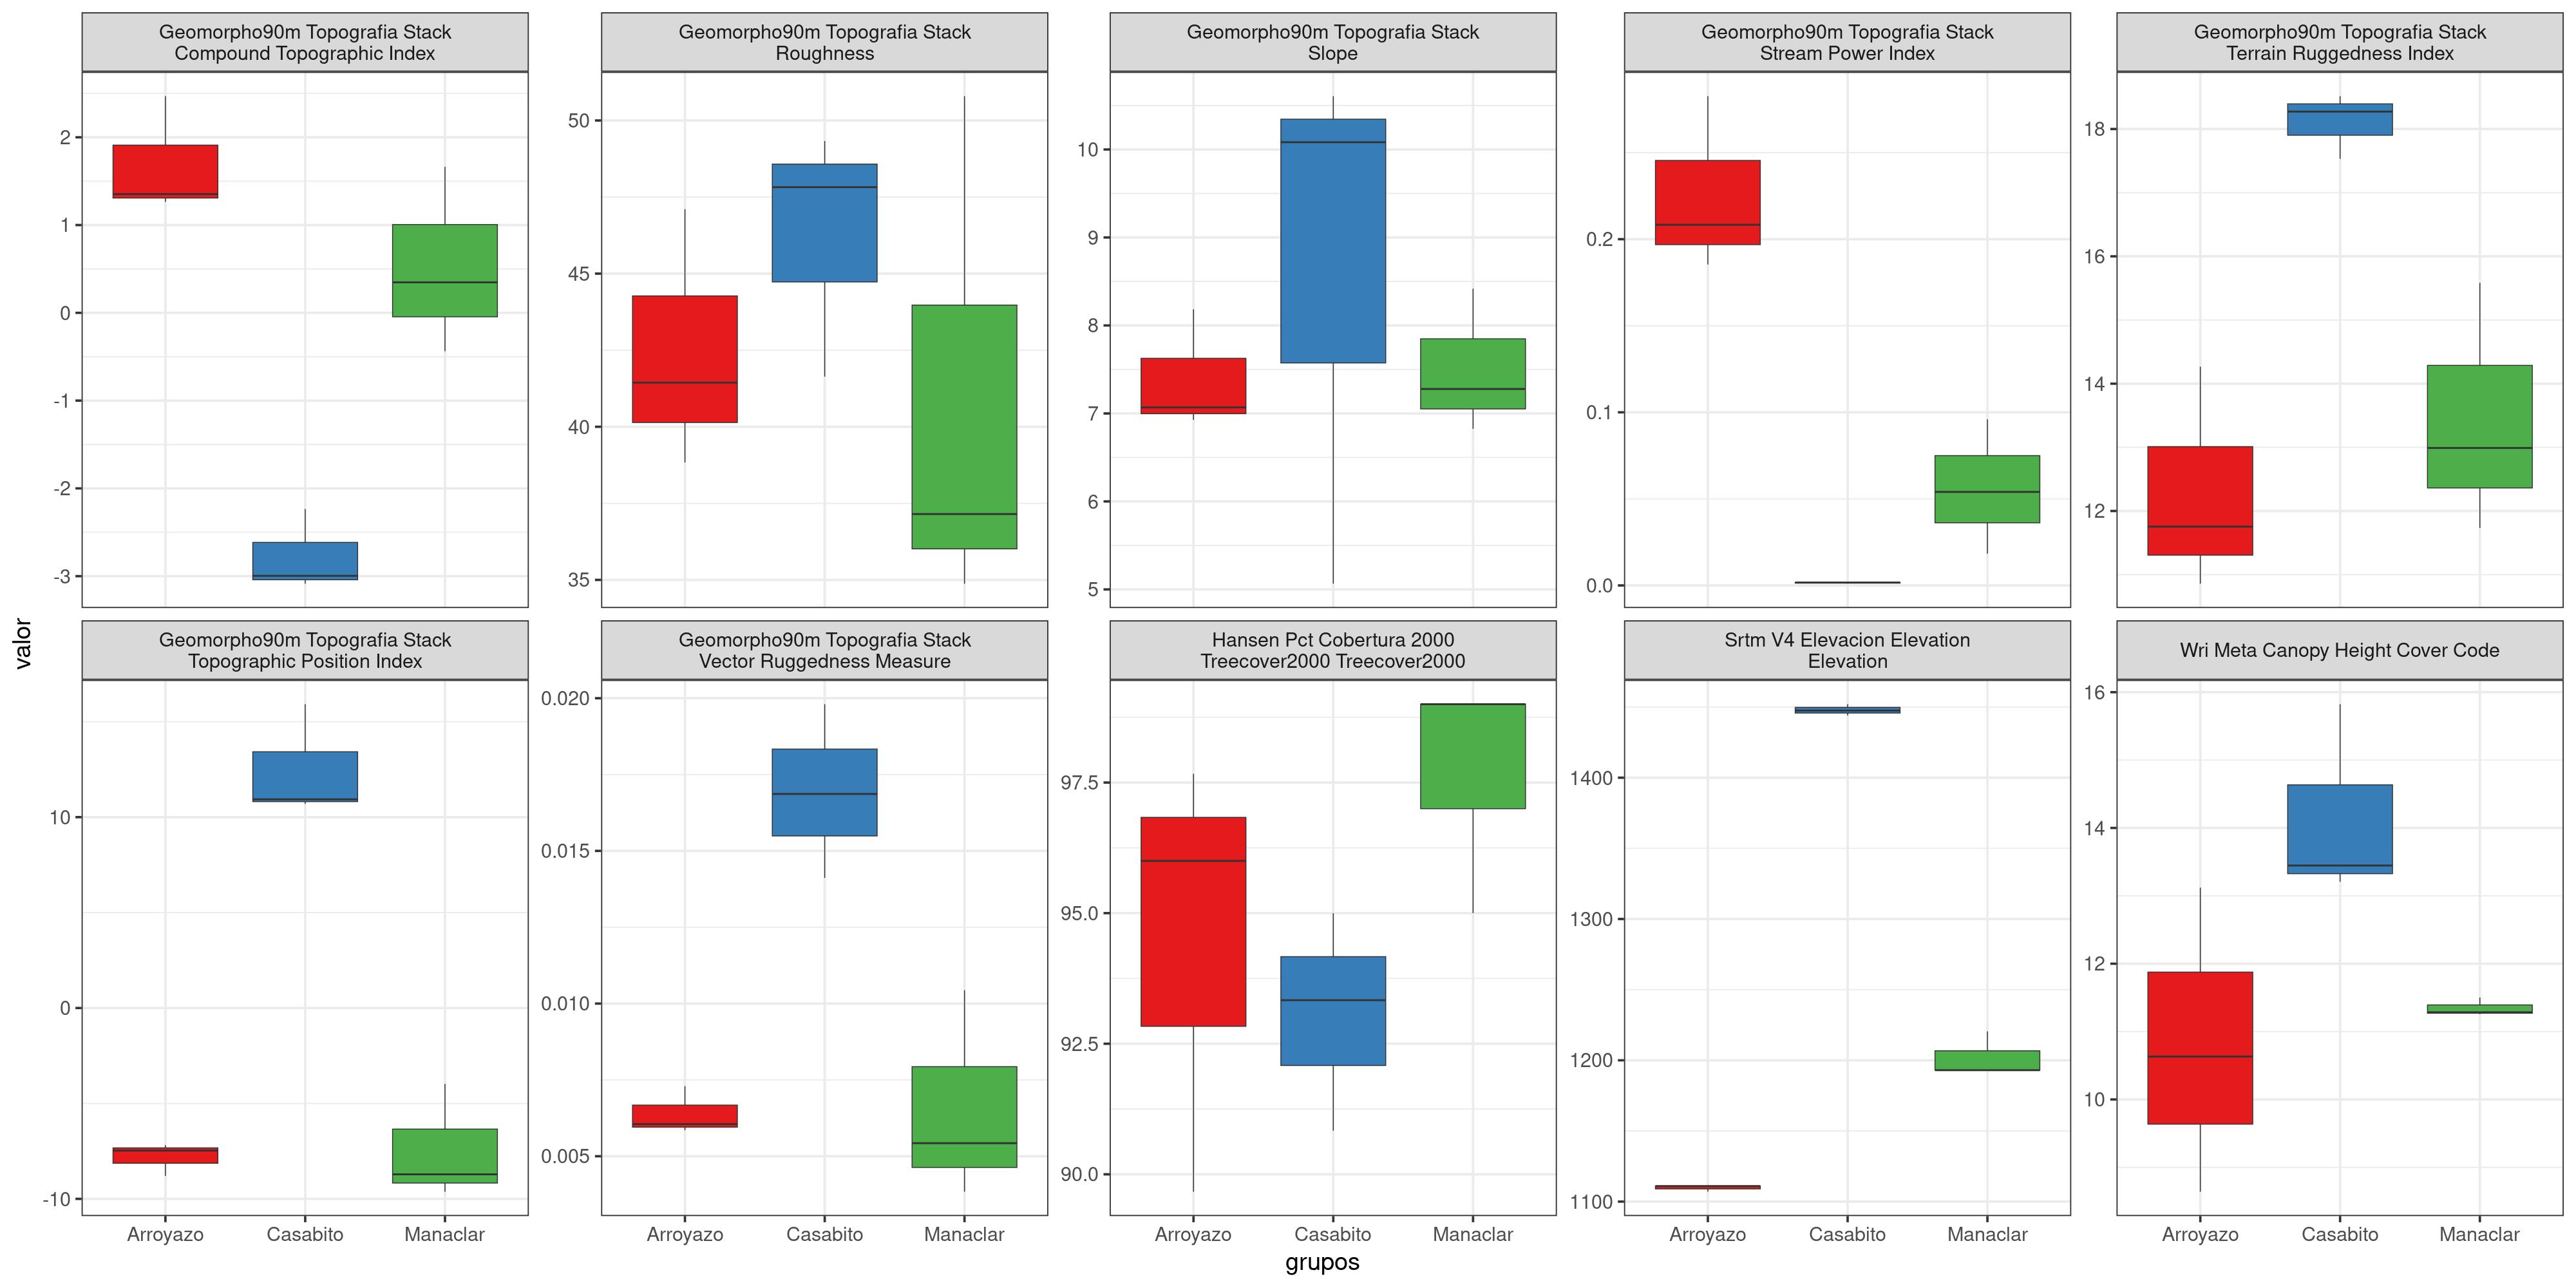 Geomorpho90m Topografia Stack
Compound Topographic Index
Geomorpho90m Topografia Stack
Roughness
Geomorpho90m Topografia Stack
Slope
Geomorpho90m Topografia Stack
Stream Power Index
Geomorpho90m Topografia Stack
Terrain Ruggedness Index
2
1
0
-1
-2
-3
50
45
40
35
10
9
8
7
6
5
0.2
0.1
0.0
18
16
14
12
valor
Geomorpho90m Topografia Stack
Topographic Position Index
Geomorpho90m Topografia Stack
Vector Ruggedness Measure
Hansen Pct Cobertura 2000
Treecover2000 Treecover2000
Srtm V4 Elevacion Elevation
Elevation
Wri Meta Canopy Height Cover Code
10
0
-10
0.020
0.015
0.010
0.005
97.5
95.0
92.5
90.0
1400
1300
1200
1100
16
14
12
10
Arroyazo Casabito Manaclar
Arroyazo Casabito Manaclar
Arroyazo Casabito Manaclar
Arroyazo Casabito Manaclar
Arroyazo Casabito Manaclar
grupos